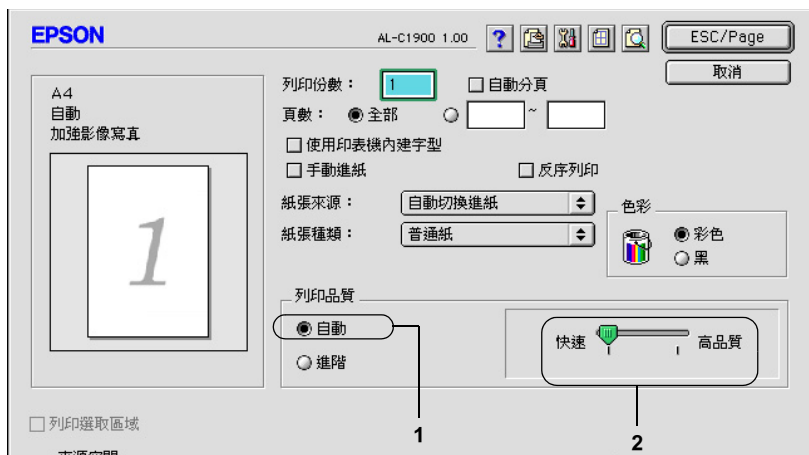 EPSON
AL-C1900 1.00
ESC/Page
取消
A4
自動
加強影像寫真
1
列印份數： 1 自動分頁
頁數： 全部 ~
使用印表機內建字型
手動進紙 反序列印
紙張來源： 自動切換進紙
紙張種類： 普通紙
色彩
彩色
黑
列印品質
自動
進階
快速 高品質
1
2
列印選取區域